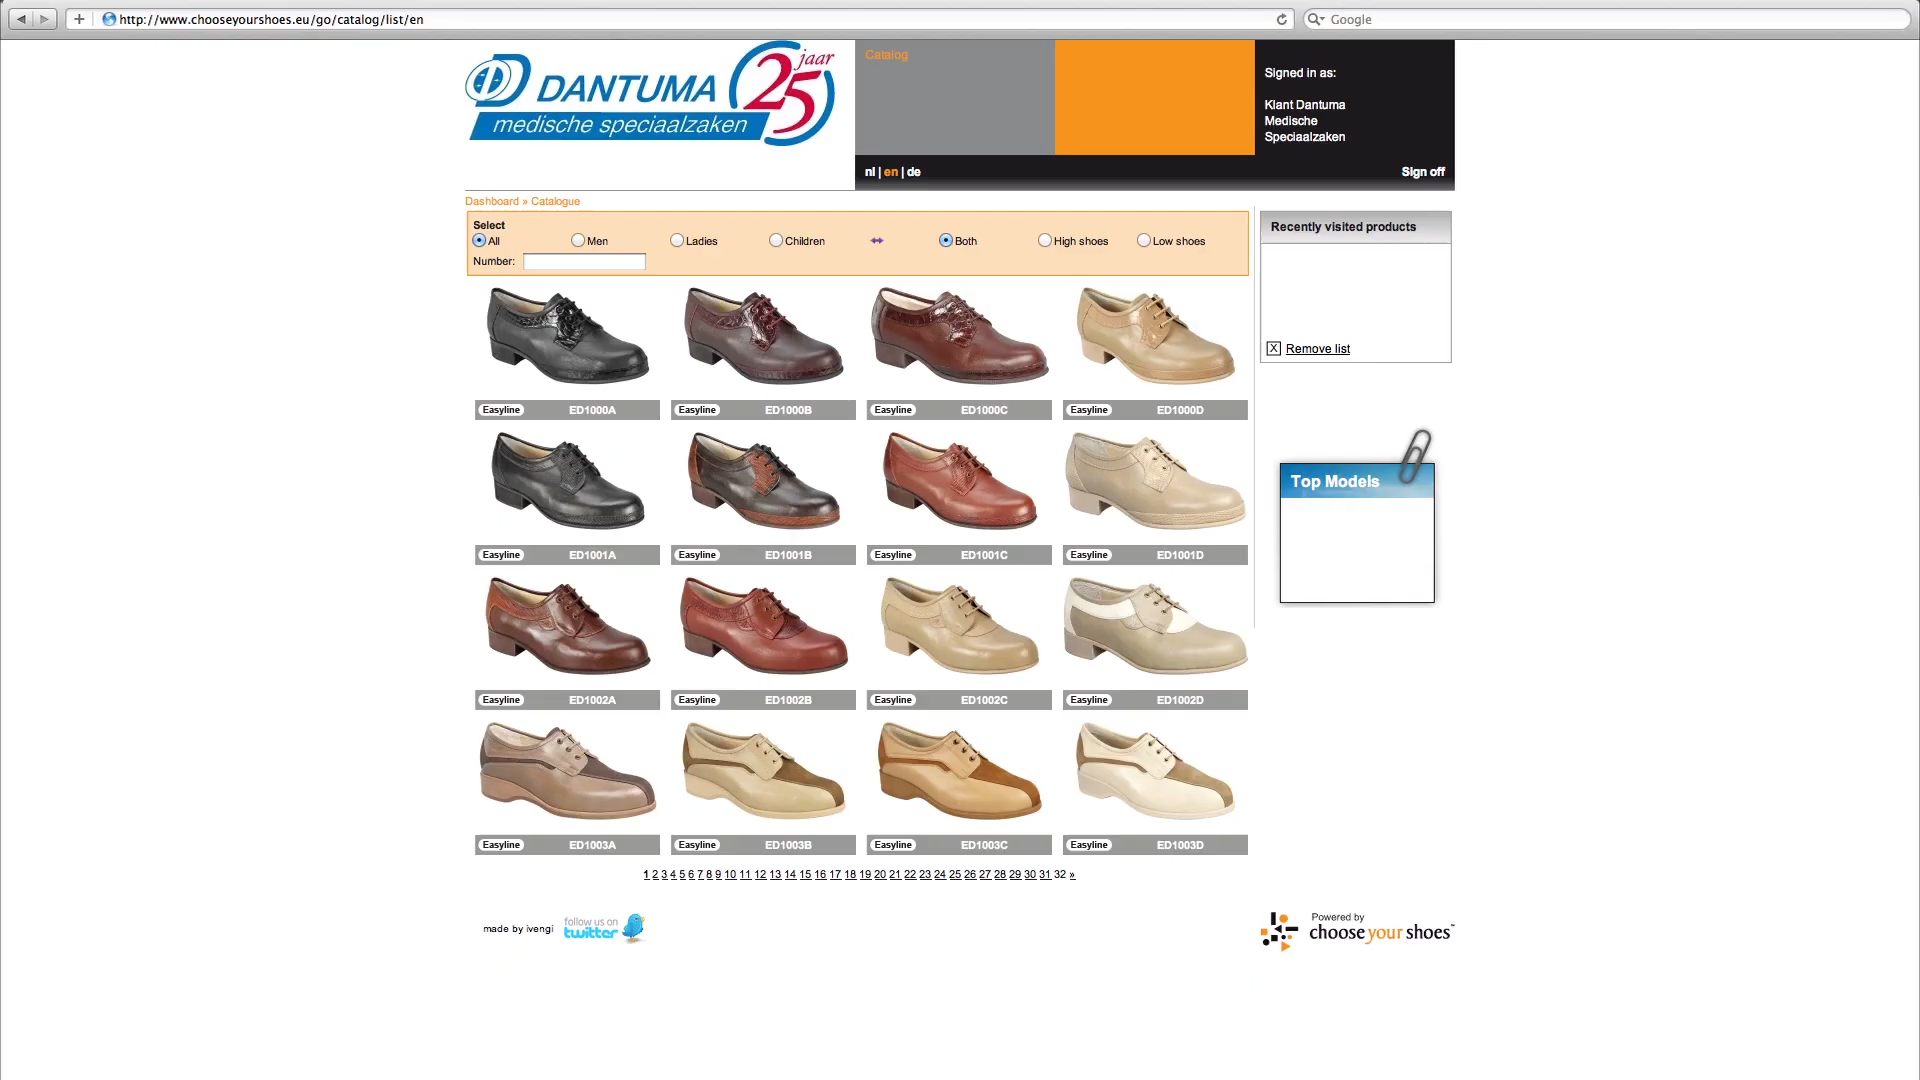 http://www.chooseyourshoes.eu/go/catalog/list/en
Google
DANTUMA
medische speciaalzaken
25 jaar
Catalog
Signed in as:
Klant Dantuma
Medische
Speciaalzaken
nl | en | de
Sign off
Dashboard » Catalogue
Select
All Men Ladies Children Both High shoes Low shoes
Number:
Recently visited products
X Remove list
Easyline ED1000A Easyline ED1000B Easyline ED1000C Easyline ED1000D
Top Models
Easyline ED1001A Easyline ED1001B Easyline ED1001C Easyline ED1001D
Easyline ED1002A Easyline ED1002B Easyline ED1002C Easyline ED1002D
Easyline ED1003A Easyline ED1003B Easyline ED1003C Easyline ED1003D
1 2 3 4 5 6 7 8 9 10 11 12 13 14 15 16 17 18 19 20 21 22 23 24 25 26 27 28 29 30 31 32 »
made by ivengi
follow us on
twitter
Powered by
choose your shoes™